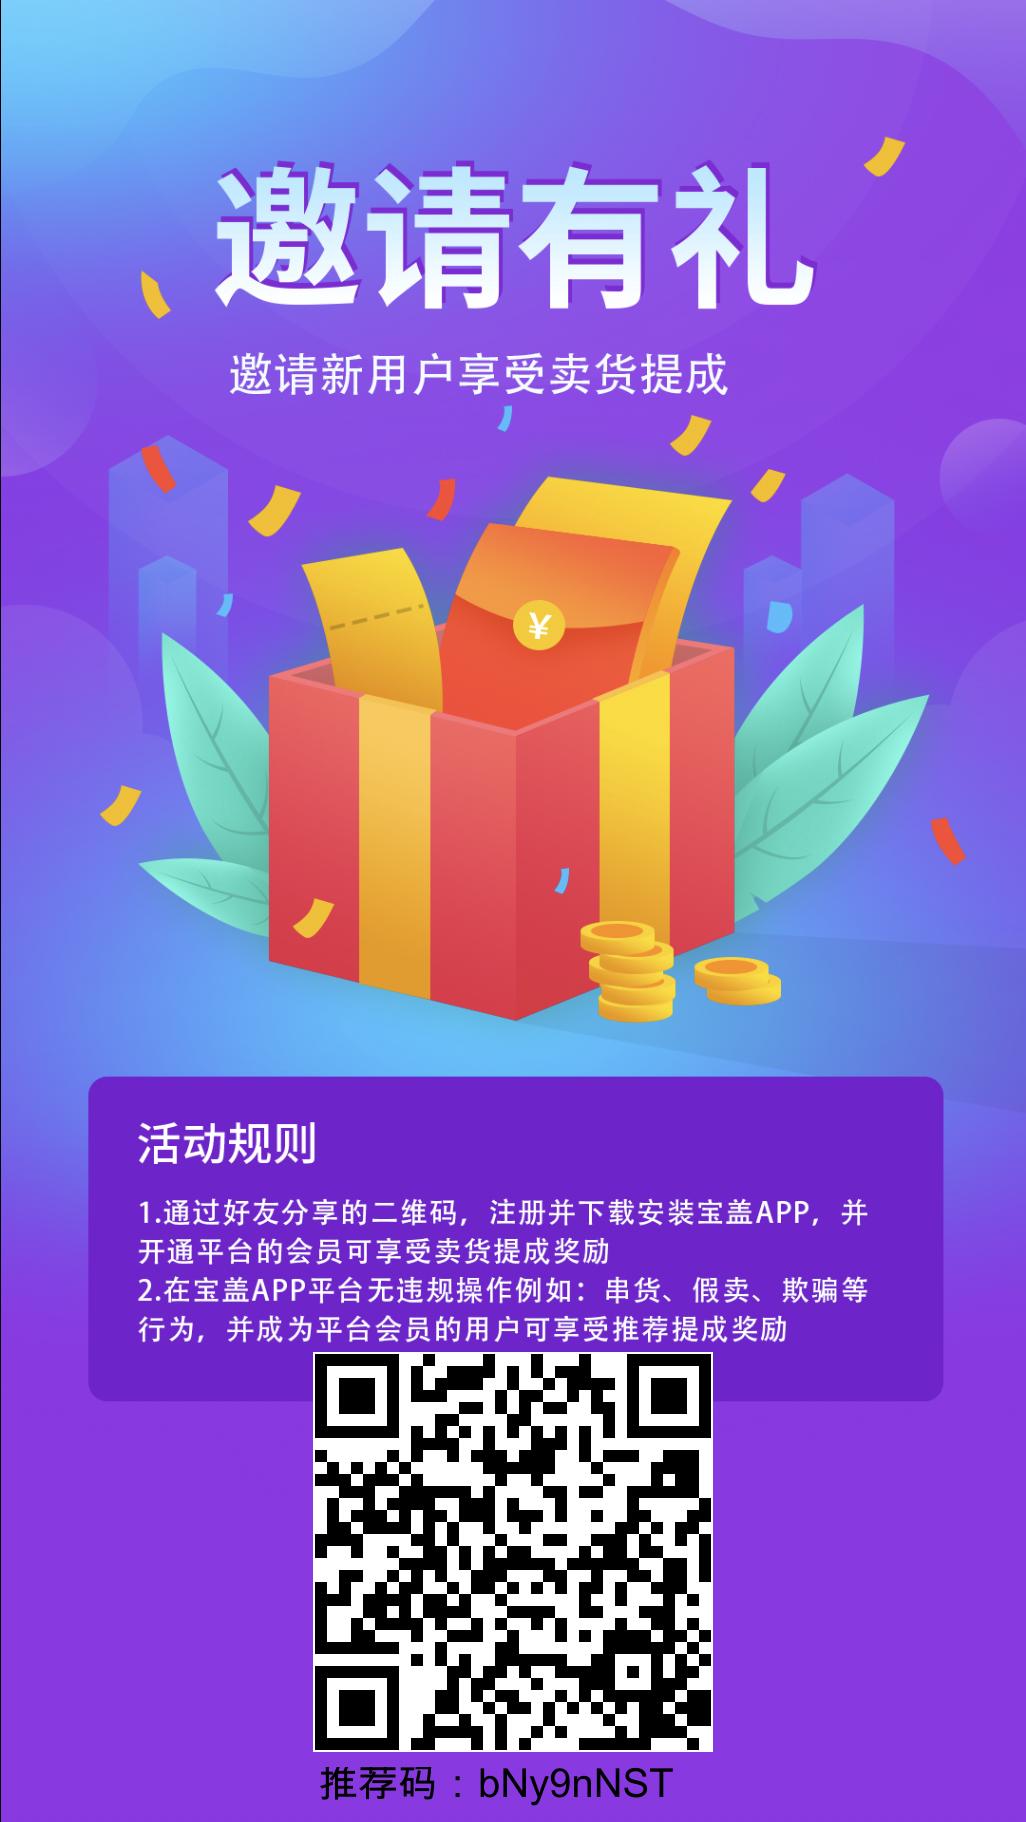 邀请有礼
邀请新用户享受卖货提成
¥
活动规则
1.通过好友分享的二维码，注册并下载安装宝盖APP，并
开通平台的会员可享受卖货提成奖励
2.在宝盖APP平台无违规操作例如：串货、假卖、欺骗等
行为，并成为平台会员的用户可享受推荐提成奖励
推荐码：bNy9nNST